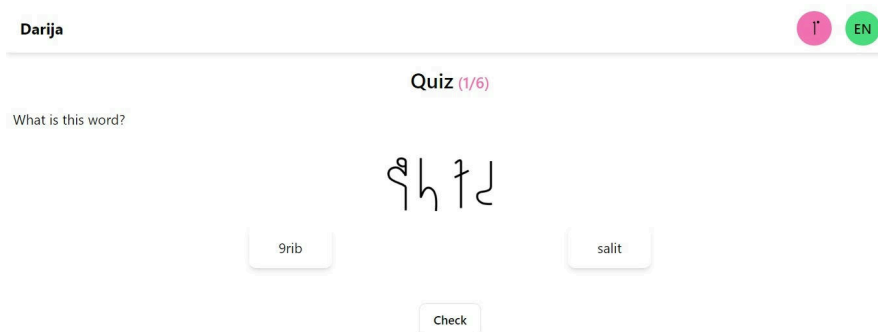 Darija
EN
Quiz (1/6)
What is this word?
9rib
salit
Check